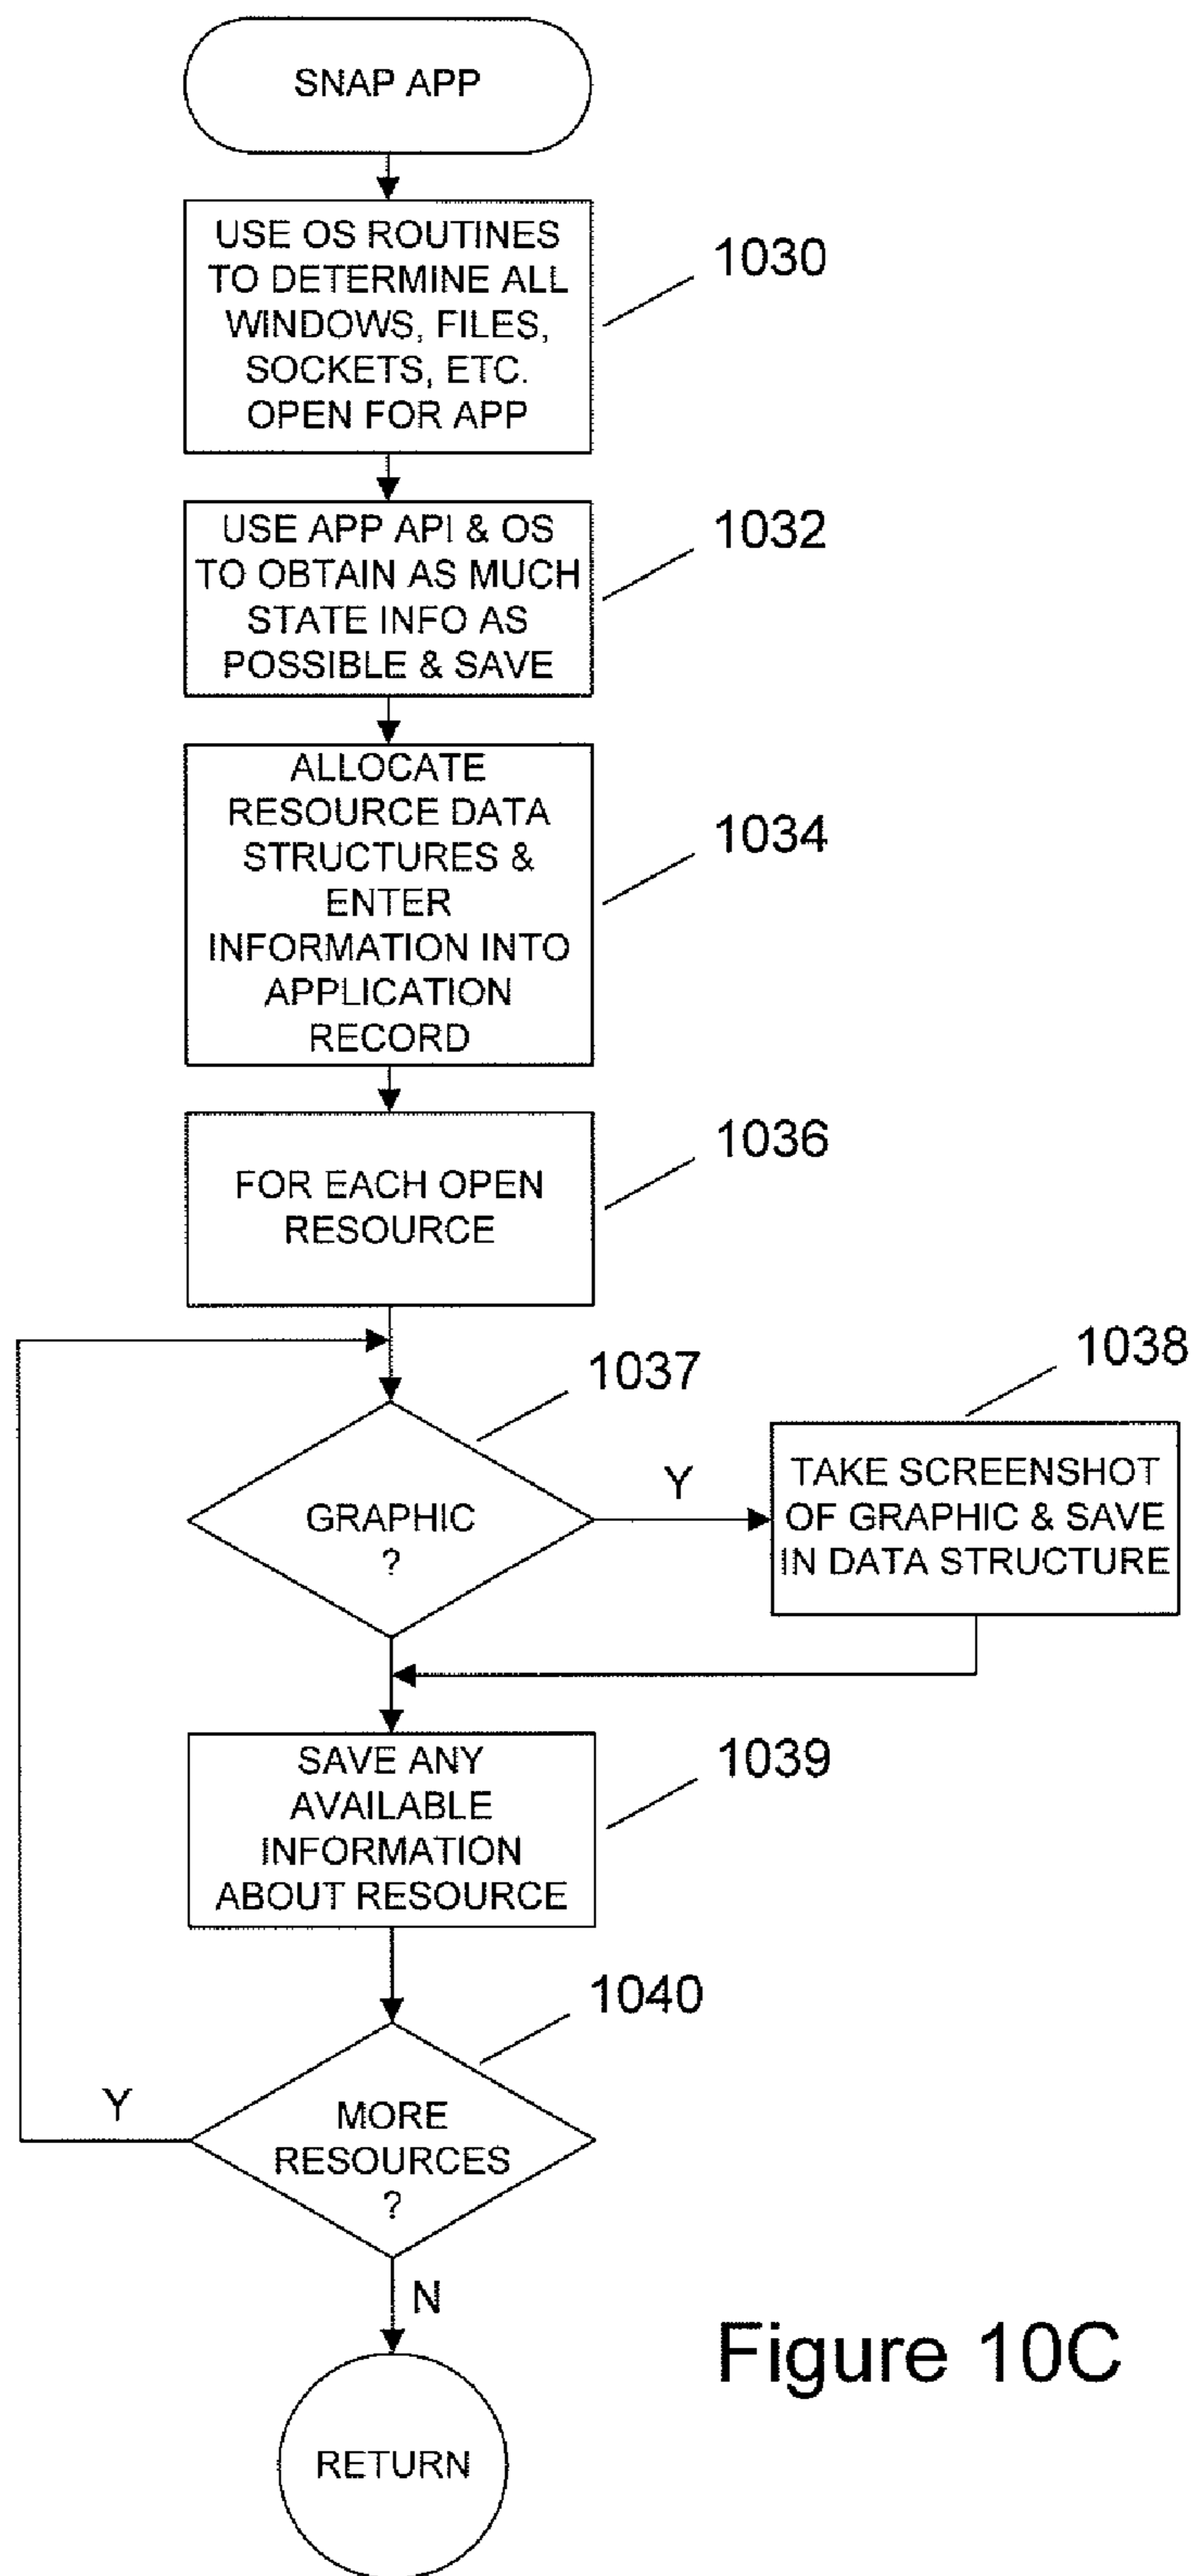 SNAP APP
USE OS ROUTINES
TO DETERMINE ALL
WINDOWS, FILES,
SOCKETS, ETC.
OPEN FOR APP
1030
USE APP API & OS
TO OBTAIN AS MUCH
STATE INFO AS
POSSIBLE & SAVE
1032
ALLOCATE
RESOURCE DATA
STRUCTURES &
ENTER
INFORMATION INTO
APPLICATION
RECORD
1034
FOR EACH OPEN
RESOURCE
1036
GRAPHIC
?
1037
Y
TAKE SCREENSHOT
OF GRAPHIC & SAVE
IN DATA STRUCTURE
1038
SAVE ANY
AVAILABLE
INFORMATION
ABOUT RESOURCE
1039
MORE
RESOURCES
?
1040
Y
N
RETURN
Figure 10C